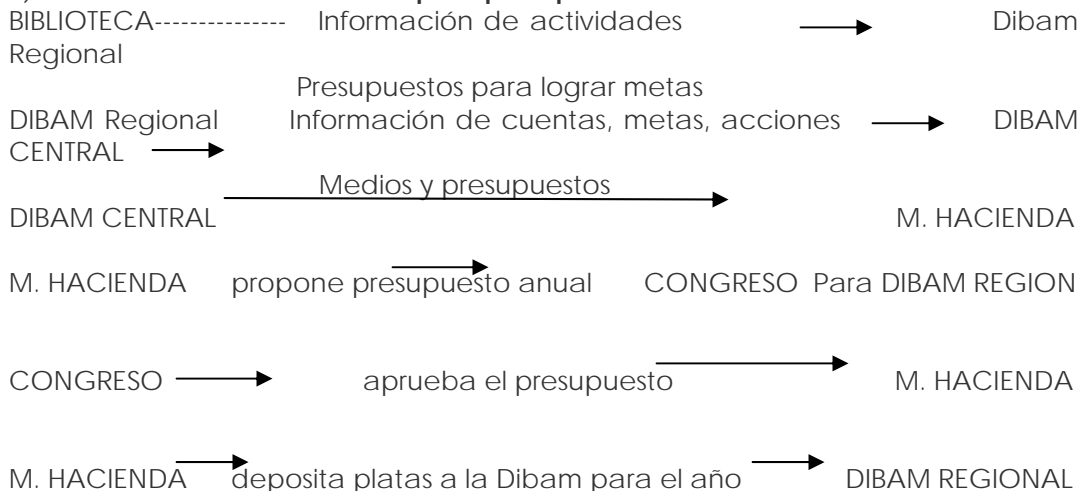 BIBLIOTECA--------------- Información de actividades Dibam
Regional
Presupuestos para lograr metas
DIBAM Regional Información de cuentas, metas, acciones DIBAM
CENTRAL
Medios y presupuestos
DIBAM CENTRAL M. HACIENDA
M. HACIENDA propone presupuesto anual CONGRESO Para DIBAM REGION
CONGRESO aprueba el presupuesto M. HACIENDA
M. HACIENDA deposita platas a la Dibam para el año DIBAM REGIONAL